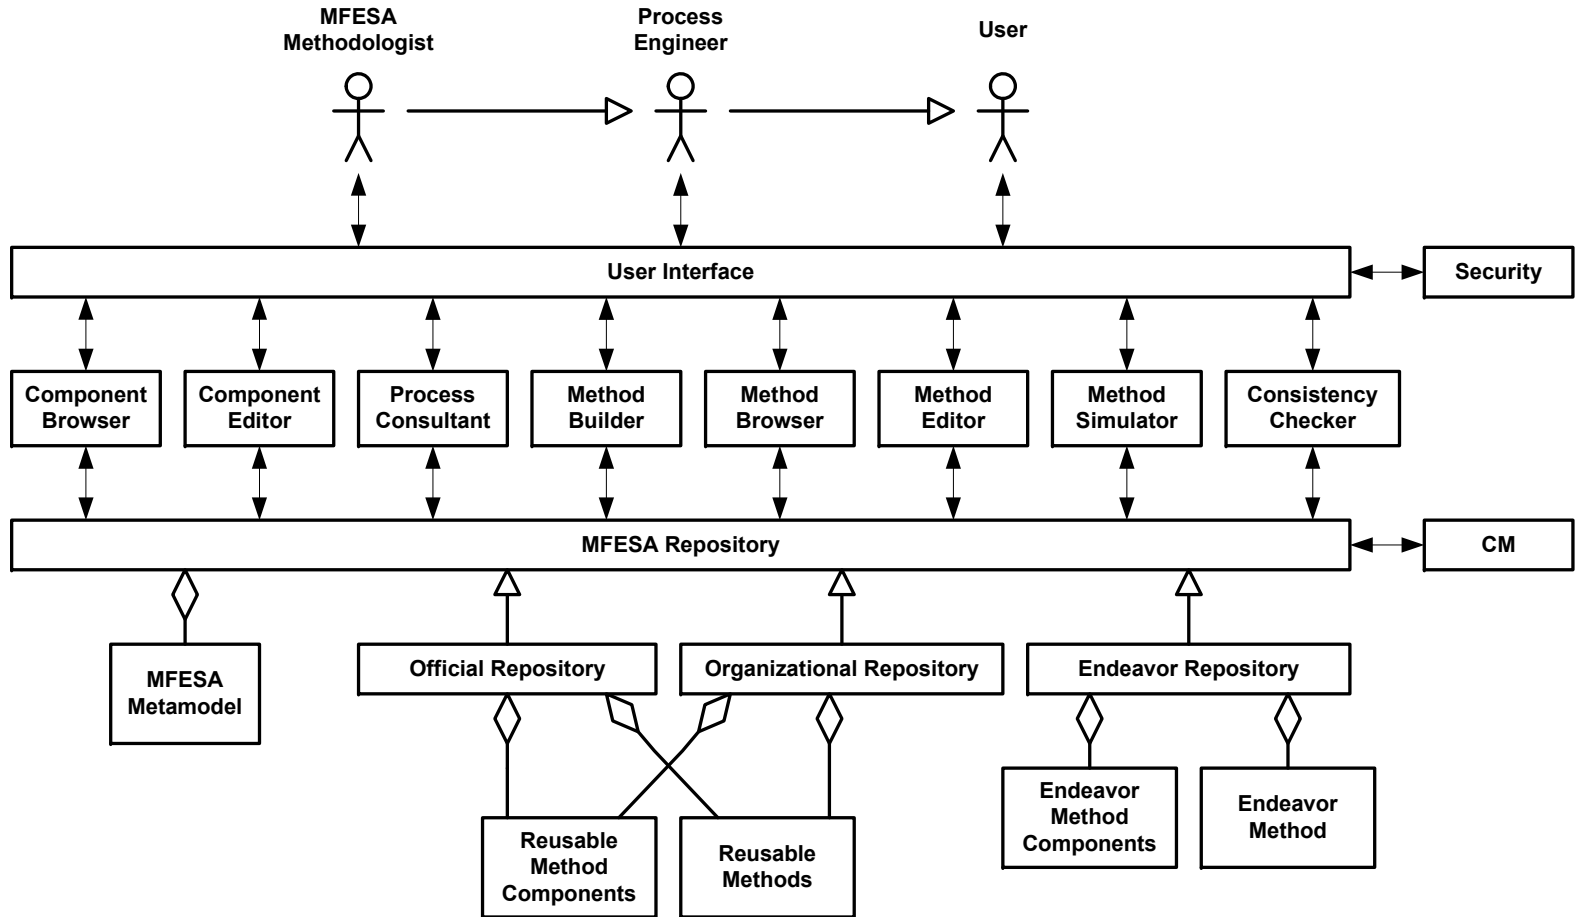 MFESA
Methodologist
Process
Engineer
User
User Interface
Security
Component
Browser
Component
Editor
Process
Consultant
Method
Builder
Method
Browser
Method
Editor
Method
Simulator
Consistency
Checker
MFESA Repository
CM
MFESA
Metamodel
Official Repository
Organizational Repository
Endeavor Repository
Reusable
Method
Components
Reusable
Methods
Endeavor
Method
Components
Endeavor
Method